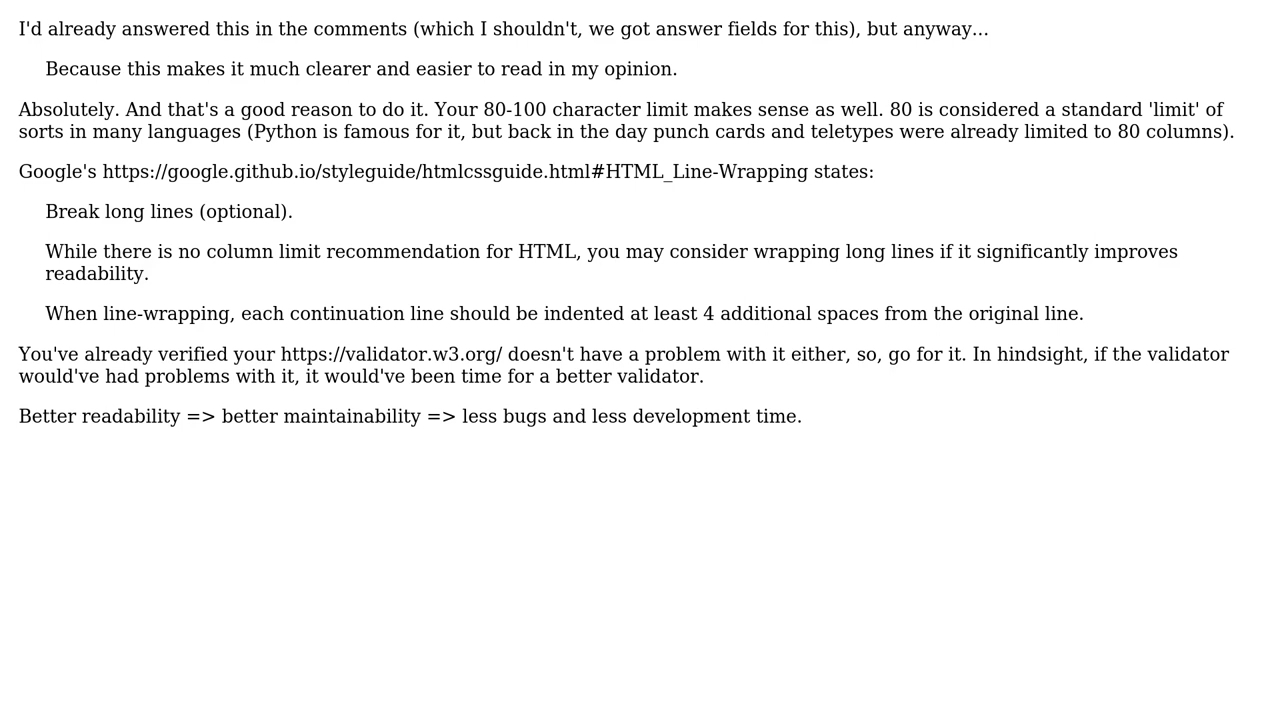 I'd already answered this in the comments (which I shouldn't, we got answer fields for this), but anyway...
Because this makes it much clearer and easier to read in my opinion.
Absolutely. And that's a good reason to do it. Your 80-100 character limit makes sense as well. 80 is considered a standard 'limit' of
sorts in many languages (Python is famous for it, but back in the day punch cards and teletypes were already limited to 80 columns).
Google's https://google.github.io/styleguide/htmlcssguide.html#HTML_Line-Wrapping states:
Break long lines (optional).
While there is no column limit recommendation for HTML, you may consider wrapping long lines if it significantly improves
readability.
When line-wrapping, each continuation line should be indented at least 4 additional spaces from the original line.
You've already verified your https://validator.w3.org/ doesn't have a problem with it either, so, go for it. In hindsight, if the validator
would've had problems with it, it would've been time for a better validator.
Better readability => better maintainability => less bugs and less development time.